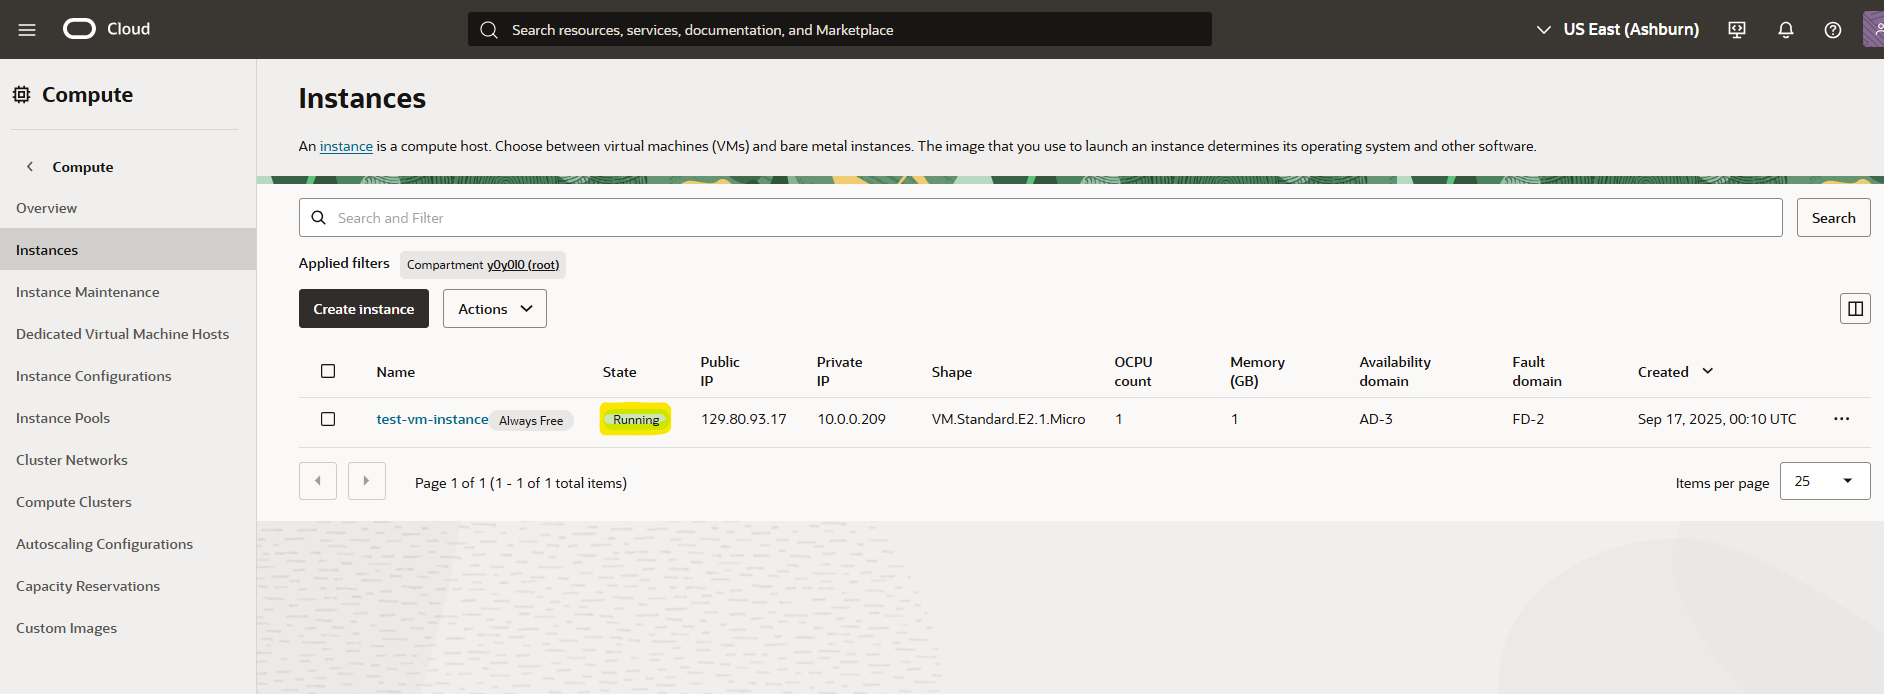 Cloud
Search resources, services, documentation, and Marketplace
US East (Ashburn)
Compute
Compute
Overview
Instances
Instance Maintenance
Dedicated Virtual Machine Hosts
Instance Configurations
Instance Pools
Cluster Networks
Compute Clusters
Autoscaling Configurations
Capacity Reservations
Custom Images
Instances
An instance is a compute host. Choose between virtual machines (VMs) and bare metal instances. The image that you use to launch an instance determines its operating system and other software.
Search and Filter
Search
Applied filters Compartment y0y0l0 (root)
Create instance Actions
Name State Public IP Private IP Shape OCPU count Memory (GB) Availability domain Fault domain Created
test-vm-instance Always Free Running 129.80.93.17 10.0.0.209 VM.Standard.E2.1.Micro 1 1 AD-3 FD-2 Sep 17, 2025, 00:10 UTC
Page 1 of 1 (1 - 1 of 1 total items)
Items per page 25